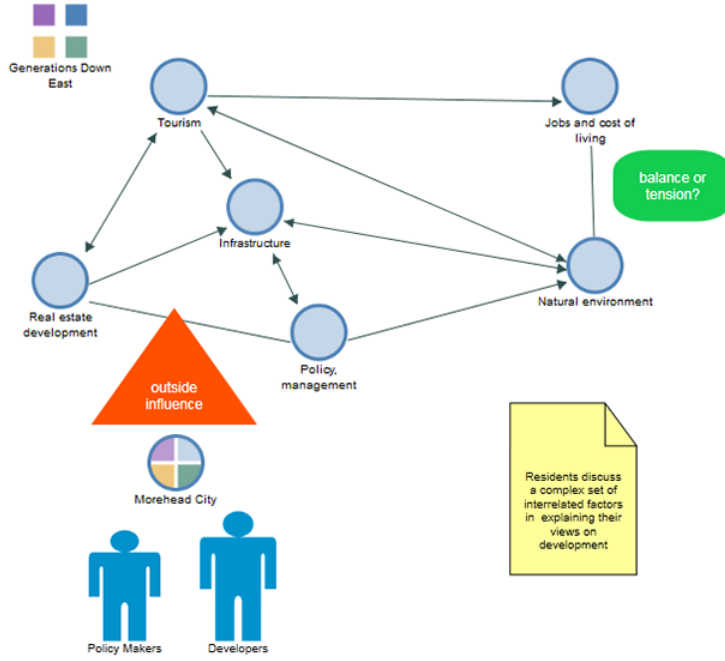 Generations Down
East
Tourism
Jobs and cost of
living
balance or
tension?
Infrastructure
Natural environment
Real estate
development
Policy,
management
outside
influence
Morehead City
Residents discuss
a complex set of
interrelated factors
in explaining their
views on
development
Policy Makers
Developers